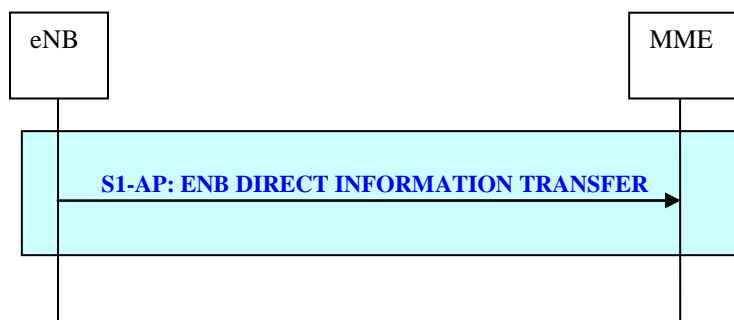 eNB
MME
S1-AP: ENB DIRECT INFORMATION TRANSFER